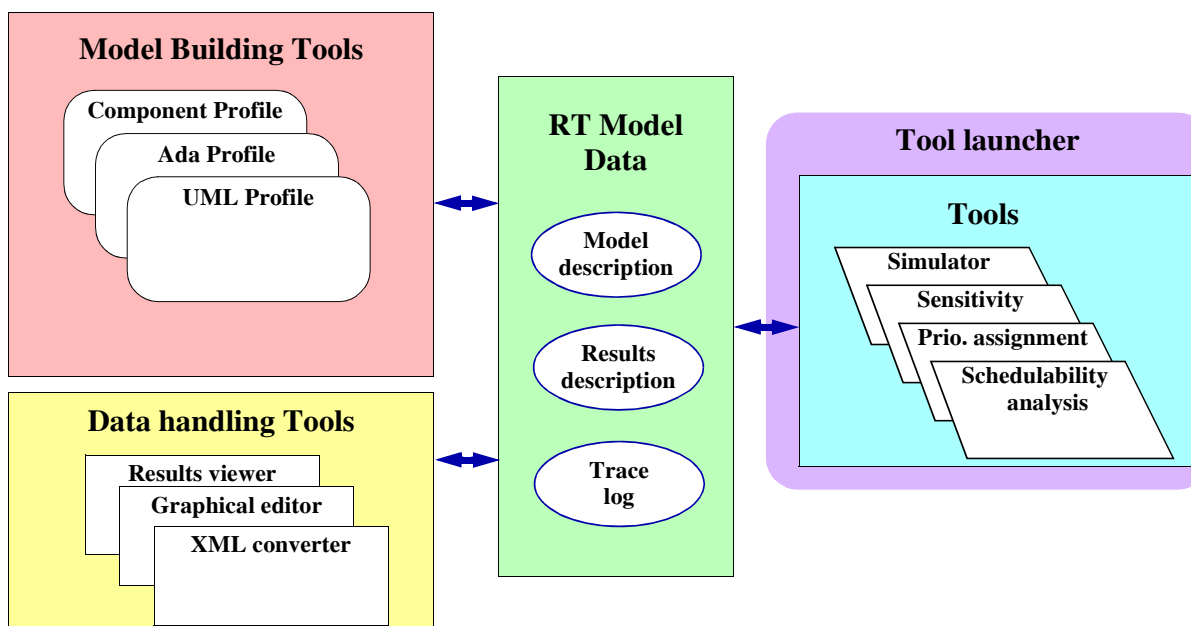 Model Building Tools
Component Profile
Ada Profile
UML Profile
Data handling Tools
Results viewer
Graphical editor
XML converter
RT Model
Data
Model
description
Results
description
Trace
log
Tool launcher
Tools
Simulator
Sensitivity
Prio. assignment
Schedulability
analysis